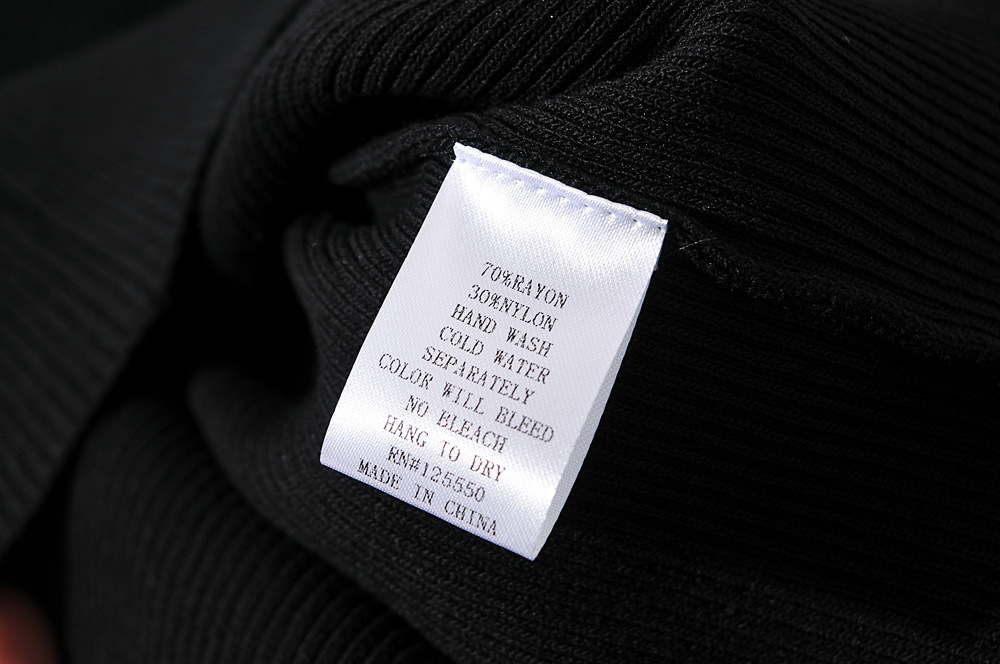 70%RAYON
30%NYLON
HAND WASH
COLD WATER
SEPARATELY
COLOR WILL BLEED
NO BLEACH
HANG TO DRY
RN#125550
MADE IN CHINA